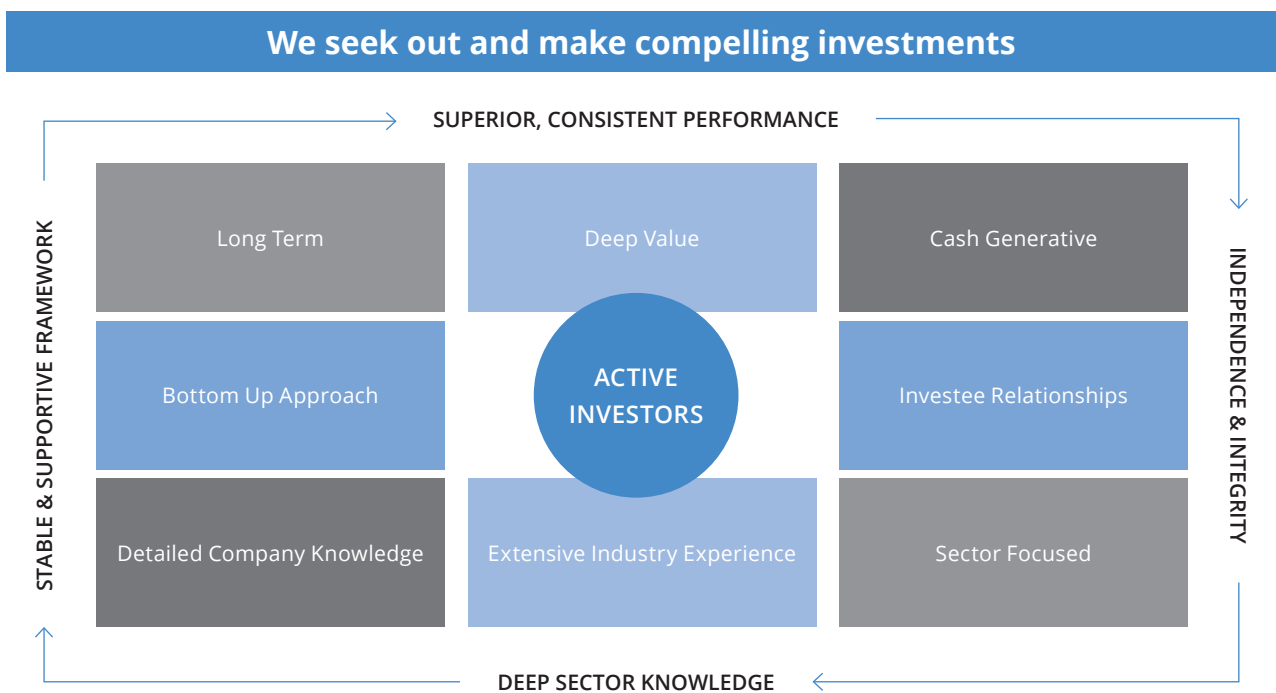 We seek out and make compelling investments
SUPERIOR, CONSISTENT PERFORMANCE
STABLE & SUPPORTIVE FRAMEWORK
Long Term
Deep Value
Cash Generative
Bottom Up Approach
ACTIVE
INVESTORS
Investee Relationships
Detailed Company Knowledge
Extensive Industry Experience
Sector Focused
INDEPENDENCE & INTEGRITY
DEEP SECTOR KNOWLEDGE